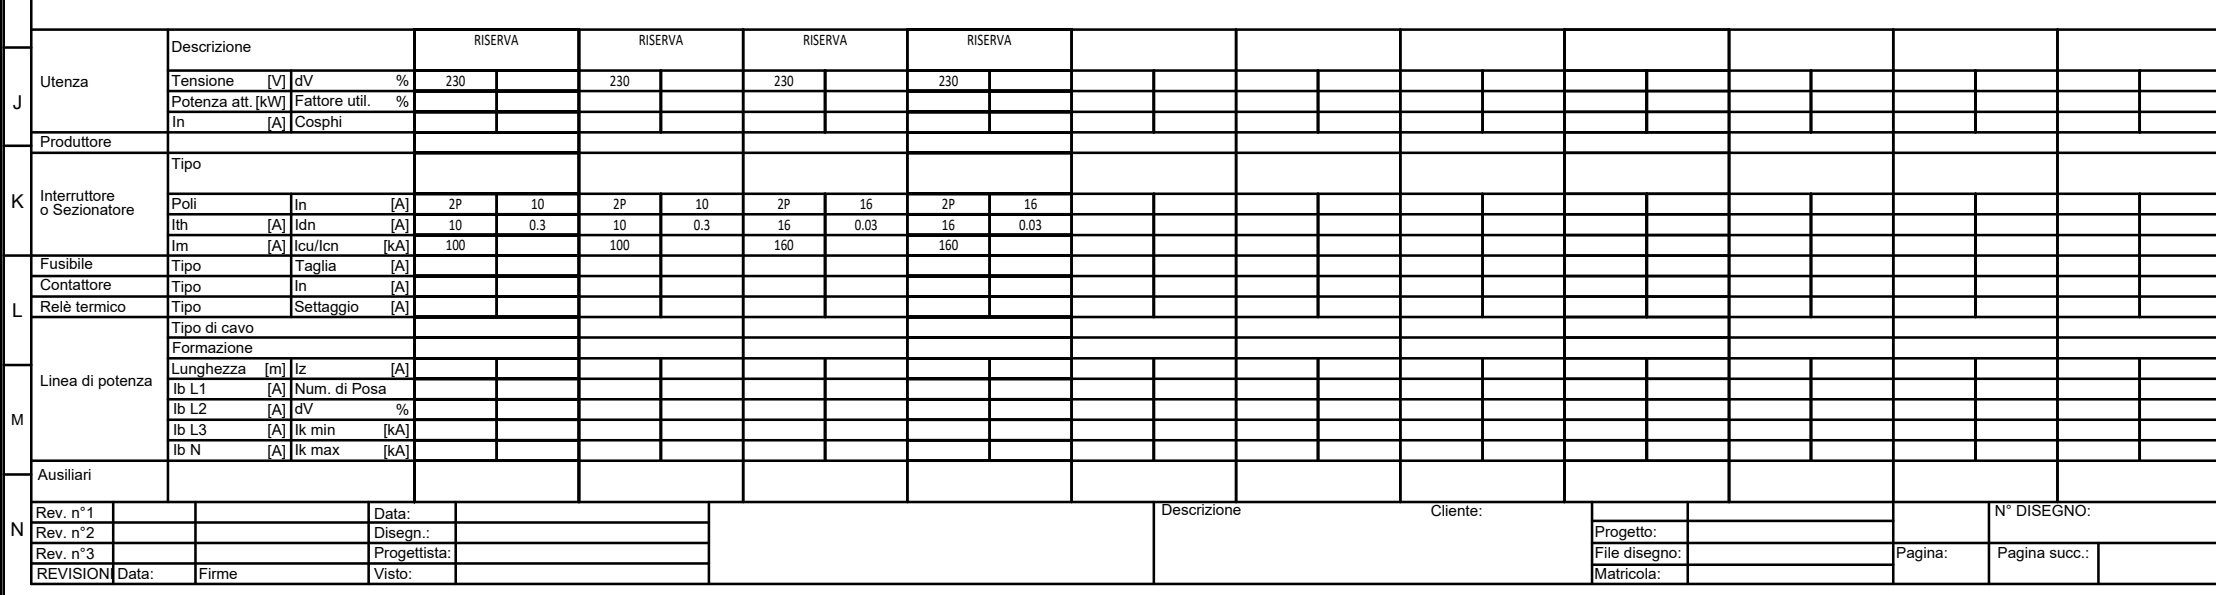 Descrizione RISERVA RISERVA RISERVA RISERVA
J Utenza Tensione [V] dV % 230 230 230 230
Potenza att. [kW] Fattore util. %
In [A] Cosphi
Produttore
Tipo
K Interruttore
o Sezionatore
Poli In [A] 2P 10 2P 10 2P 16 2P 16
Ith [A] Idn [A] 10 0.3 10 0.3 16 0.03 16 0.03
Im [A] Icu/Icn [kA] 100 100 160 160
Fusibile Tipo Taglia [A]
Contattore Tipo In [A]
L Relè termico Tipo Settaggio [A]
Tipo di cavo
Formazione
Lunghezza [m] Iz [A]
Linea di potenza Ib L1 [A] Num. di Posa
M Ib L2 [A] dV %
Ib L3 [A] Ik min [kA]
Ib N [A] Ik max [kA]
Ausiliari
Rev. n°1 Data: Descrizione Cliente: N° DISEGNO:
N Rev. n°2 Disegn.: Progetto:
Rev. n°3 Progettista: File disegno: Pagina: Pagina succ.:
REVISIONI Data: Firme Visto: Matricola: